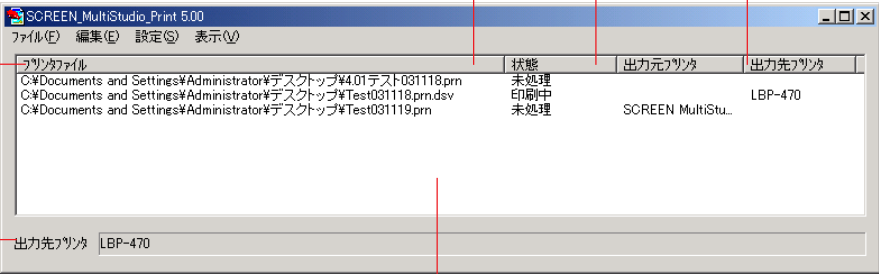 SCREEN_MultiStudio_Print 5.00
ファイル(F) 編集(E) 設定(S) 表示(V)
プリンタファイル 状態 出力元プリンタ 出力先プリンタ
C:¥Documents and Settings¥Administrator¥デスクトップ¥4.01テスト031118.prn 未処理
C:¥Documents and Settings¥Administrator¥デスクトップ¥Test031118.prn.dsv 印刷中 LBP-470
C:¥Documents and Settings¥Administrator¥デスクトップ¥Test031119.prn 未処理 SCREEN MultiStu...
出力先プリンタ LBP-470